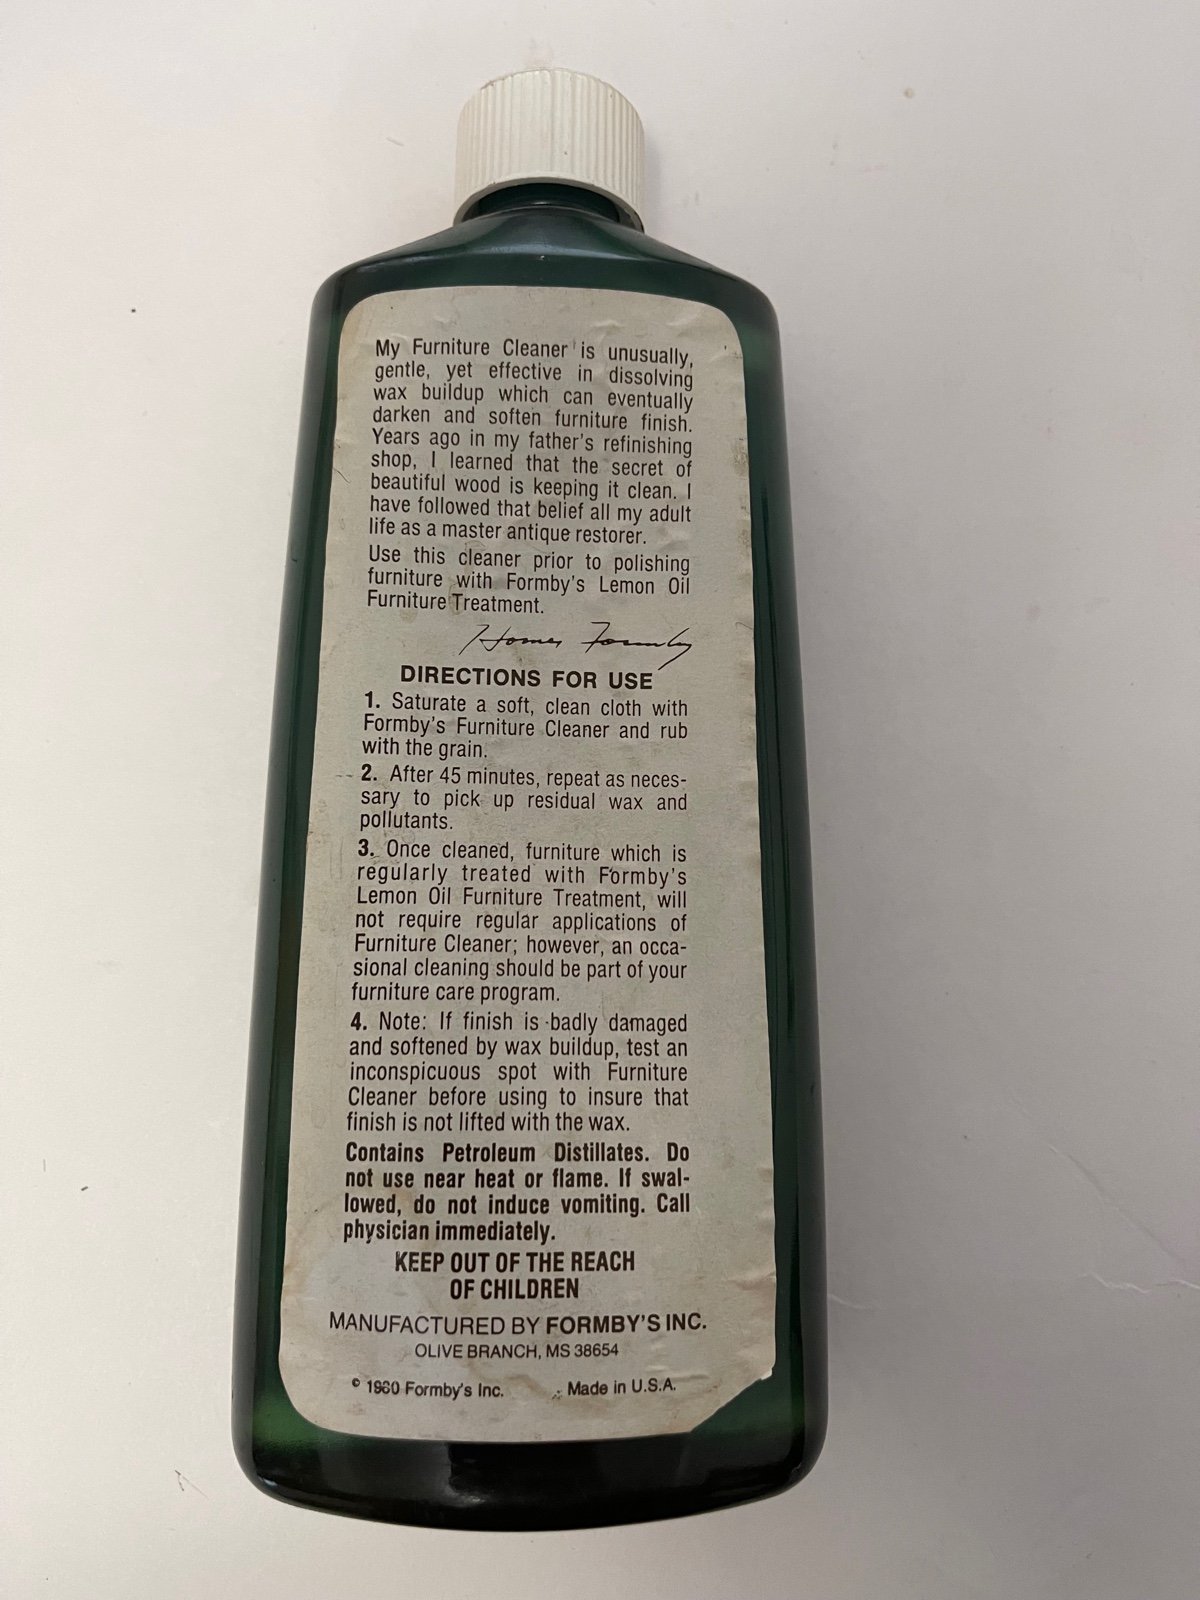 My Furniture Cleaner is unusually,
gentle, yet effective in dissolving
wax buildup which can eventually
darken and soften furniture finish.
Years ago in my father's refinishing
shop, I learned that the secret of
beautiful wood is keeping it clean. I
have followed that belief all my adult
life as a master antique restorer.
Use this cleaner prior to polishing
furniture with Formby's Lemon Oil
Furniture Treatment.
Homer Formby
DIRECTIONS FOR USE
1. Saturate a soft, clean cloth with
Formby's Furniture Cleaner and rub
with the grain.
2. After 45 minutes, repeat as neces-
sary to pick up residual wax and
pollutants.
3. Once cleaned, furniture which is
regularly treated with Formby's
Lemon Oil Furniture Treatment, will
not require regular applications of
Furniture Cleaner; however, an occa-
sional cleaning should be part of your
furniture care program.
4. Note: If finish is badly damaged
and softened by wax buildup, test an
inconspicuous spot with Furniture
Cleaner before using to insure that
finish is not lifted with the wax.
Contains Petroleum Distillates. Do
not use near heat or flame. If swal-
lowed, do not induce vomiting. Call
physician immediately.
KEEP OUT OF THE REACH
OF CHILDREN
MANUFACTURED BY FORMBY'S INC.
OLIVE BRANCH, MS 38654
© 1980 Formby's Inc. Made in U.S.A.